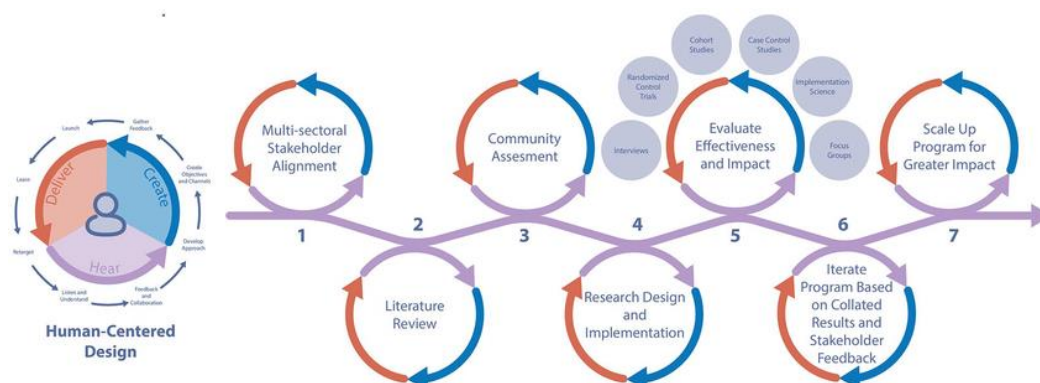 Gather
Feedback
Launch
Learn
Retarget
Listen and
Understand
Feedback
and
Collaboration
Develop
Approach
Create
Objectives
and Channels
Deliver
Create
Hear
Human-Centered
Design
Multi-sectoral
Stakeholder
Alignment
1
2
Literature
Review
Community
Assesment
3
4
Research Design
and
Implementation
Interviews
Randomized
Control
Trials
Cohort
Studies
Case Control
Studies
Implementation
Science
Focus
Groups
Evaluate
Effectiveness
and Impact
5
6
Iterate
Program Based
on Collated
Results and
Stakeholder
Feedback
Scale Up
Program for
Greater Impact
7